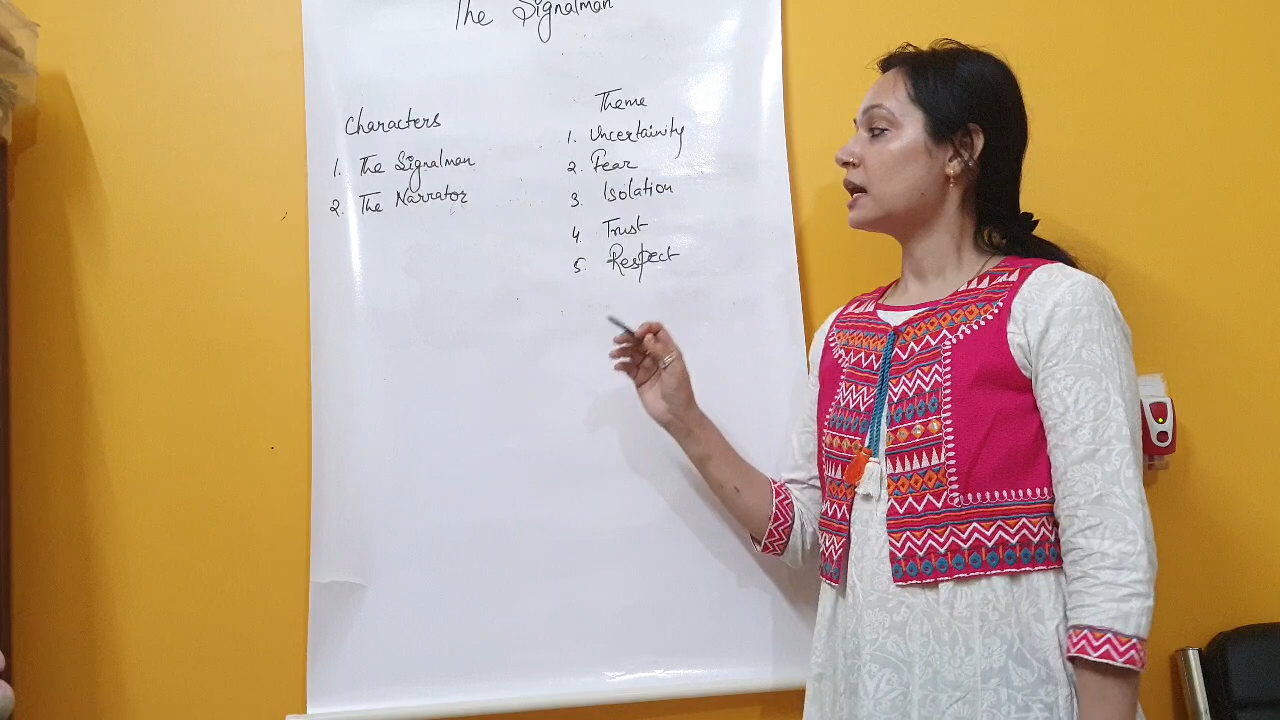 The Signalman
Characters
1. The Signalman
2. The Narrator
Theme
1. Uncertainity
2. Fear
3. Isolation
4. Trust
5. Respect